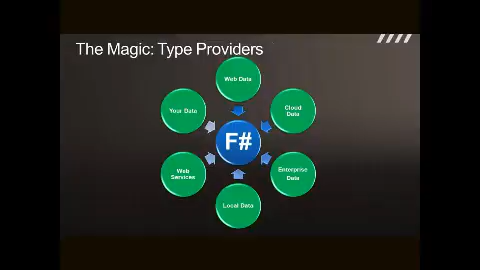 The Magic: Type Providers
Web Data
Cloud
Data
Your Data
F#
Web
Services
Enterprise
Data
Local Data